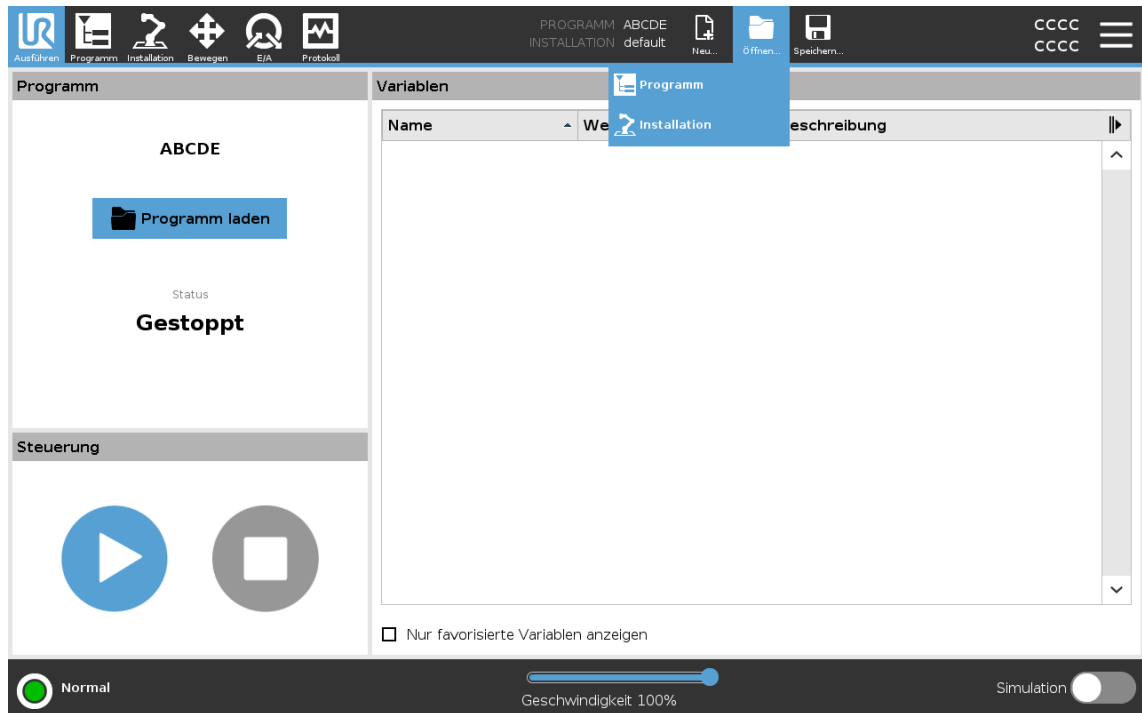 PROGRAMM ABCDE
INSTALLATION default
CCCC
CCCC
Ausführen Programm Installation Bewegen E/A Protokoll
Neu... Öffnen... Speichern...
Programm
Installation
Programm
ABCDE
Programm laden
Status
Gestoppt
Variablen
Name We eschreibung
Nur favorisierte Variablen anzeigen
Steuerung
Normal
Geschwindigkeit 100%
Simulation